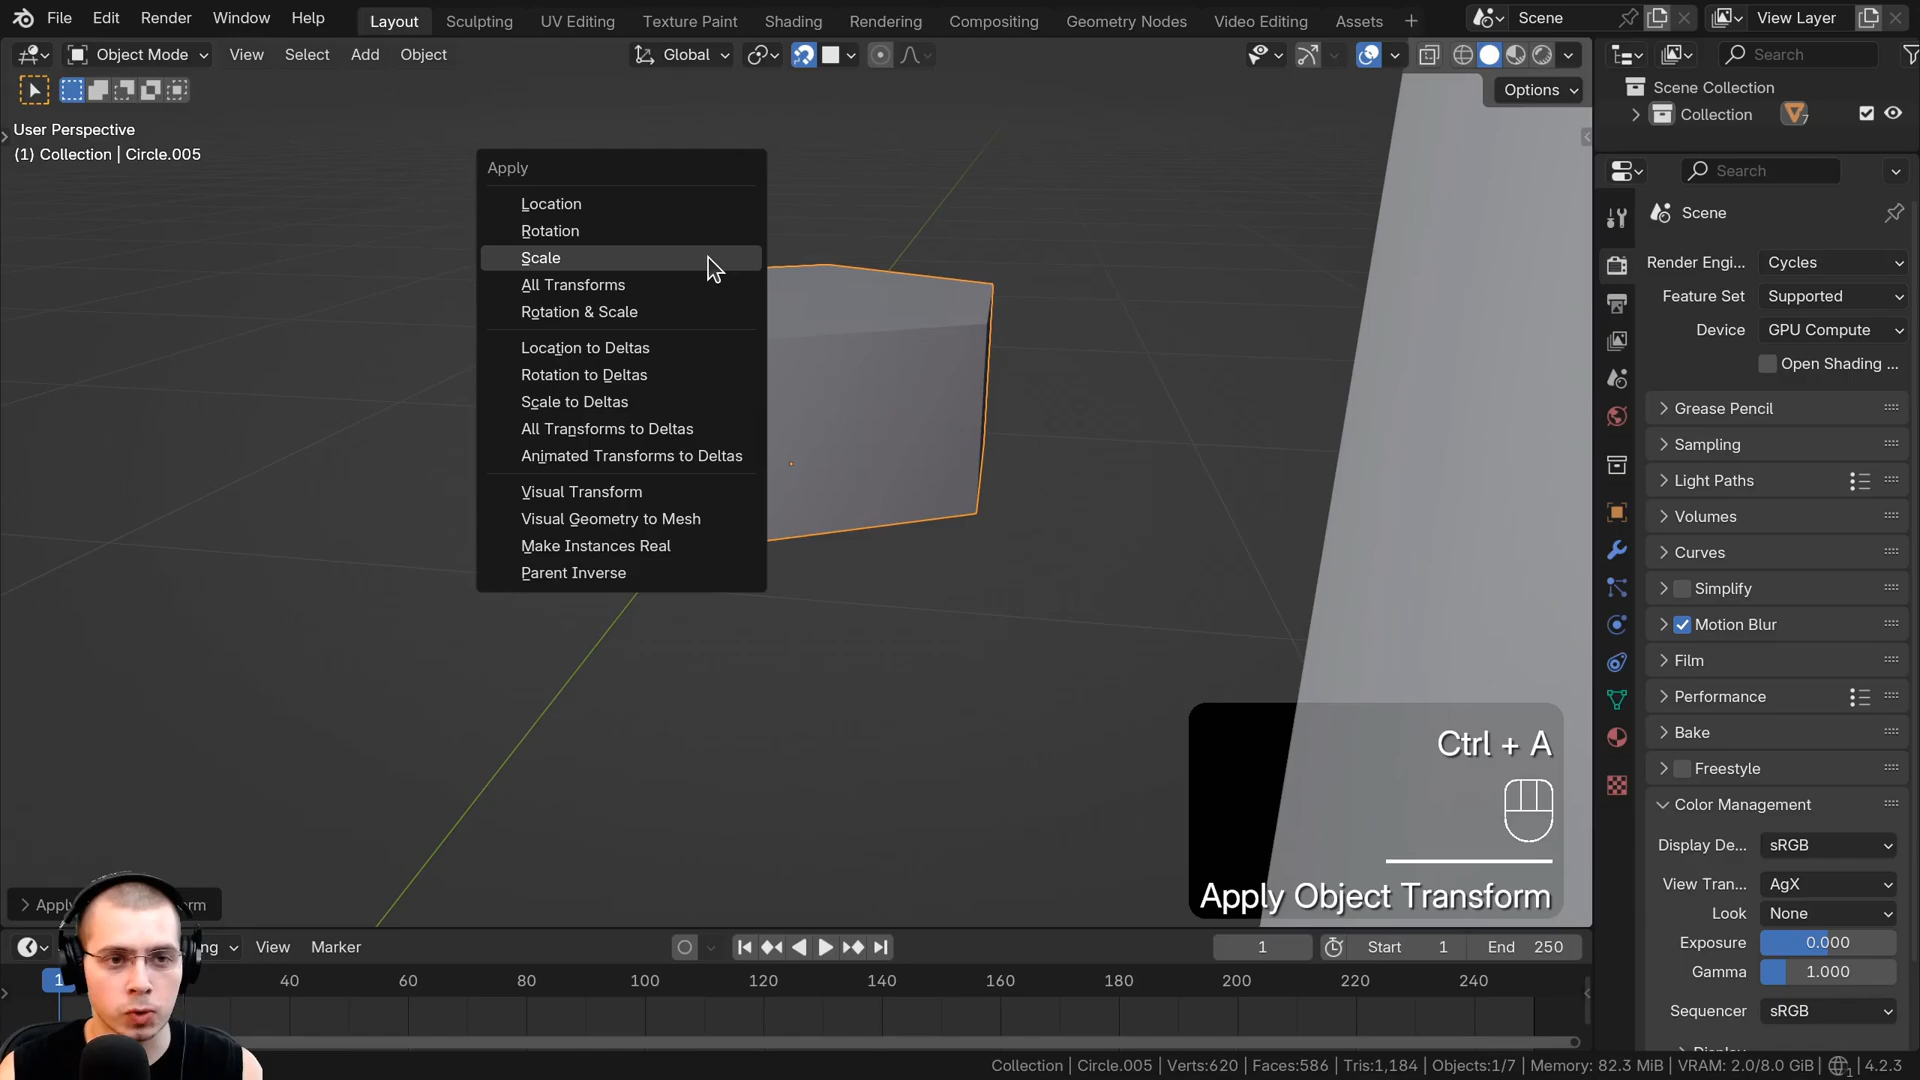 File Edit Render Window Help Layout Sculpting UV Editing Texture Paint Shading Rendering Compositing Geometry Nodes Video Editing Assets Scene View Layer
Object Mode View Select Add Object Global Search
Options
Scene Collection
Collection 7
User Perspective
(1) Collection | Circle.005
Apply
Location
Rotation
Scale
All Transforms
Rotation & Scale
Location to Deltas
Rotation to Deltas
Scale to Deltas
All Transforms to Deltas
Animated Transforms to Deltas
Visual Transform
Visual Geometry to Mesh
Make Instances Real
Parent Inverse
Search
Scene
Render Engi... Cycles
Feature Set Supported
Device GPU Compute
Open Shading ...
Grease Pencil
Sampling
Light Paths
Volumes
Curves
Simplify
Motion Blur
Film
Performance
Bake
Freestyle
Color Management
Display De... sRGB
View Tran... AgX
Look None
Exposure 0.000
Gamma 1.000
Sequencer sRGB
Ctrl + A
Apply Object Transform
View Marker 1 Start 1 End 250
1 40 60 80 100 120 140 160 180 200 220 240
Collection | Circle.005 | Verts:620 | Faces:586 | Tris:1,184 | Objects:1/7 | Memory: 82.3 MiB | VRAM: 2.0/8.0 GiB | 1 | 4.2.3